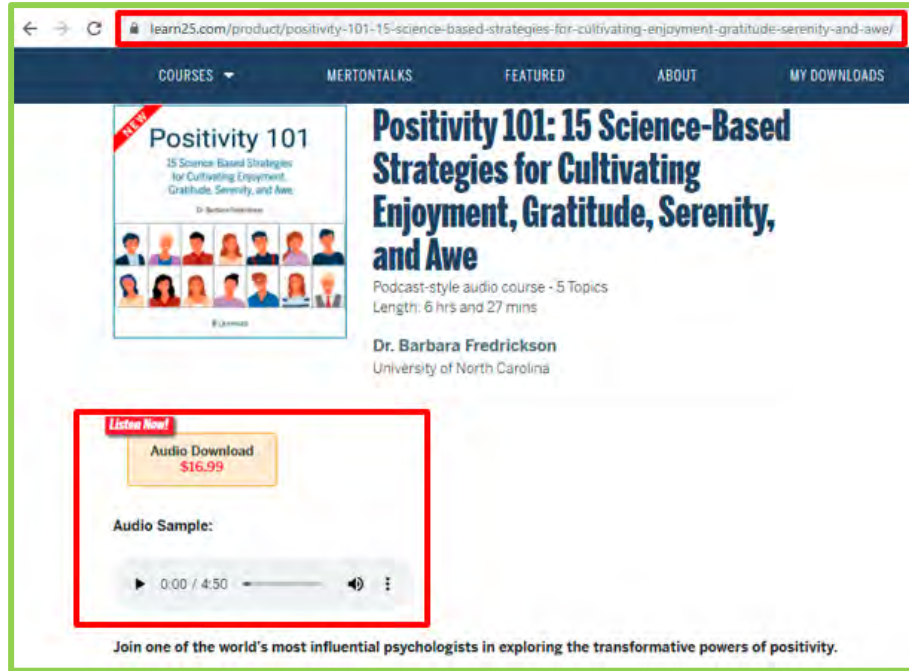 learn25.com/product/positivity-101-15-science-based-strategies-for-cultivating-enjoyment-gratitude-serenity-and-awe/
COURSES MERTONTALKS FEATURED ABOUT MY DOWNLOADS
NEW
Positivity 101
15 Science-Based Strategies
for Cultivating Enjoyment,
Gratitude, Serenity, and Awe
Dr. Barbara Fredrickson
Positivity 101: 15 Science-Based
Strategies for Cultivating
Enjoyment, Gratitude, Serenity,
and Awe
Podcast-style audio course - 5 Topics
Length: 6 hrs and 27 mins
Dr. Barbara Fredrickson
University of North Carolina
Listen Now!
Audio Download
$16.99
Audio Sample:
0:00 / 4:50
Join one of the world's most influential psychologists in exploring the transformative powers of positivity.